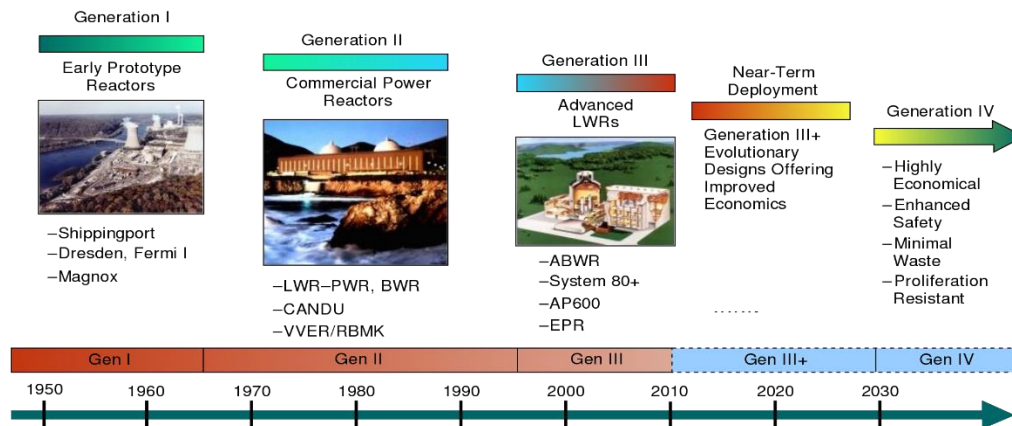 Generation I
Early Prototype
Reactors
–Shippingport
–Dresden, Fermi I
–Magnox
Generation II
Commercial Power
Reactors
–LWR–PWR, BWR
–CANDU
–VVER/RBMK
Generation III
Advanced
LWRs
–ABWR
–System 80+
–AP600
–EPR
Near-Term
Deployment
Generation III+
Evolutionary
Designs Offering
Improved
Economics
........
Generation IV
–Highly
Economical
–Enhanced
Safety
–Minimal
Waste
–Proliferation
Resistant
Gen I Gen II Gen III Gen III+ Gen IV
1950 1960 1970 1980 1990 2000 2010 2020 2030